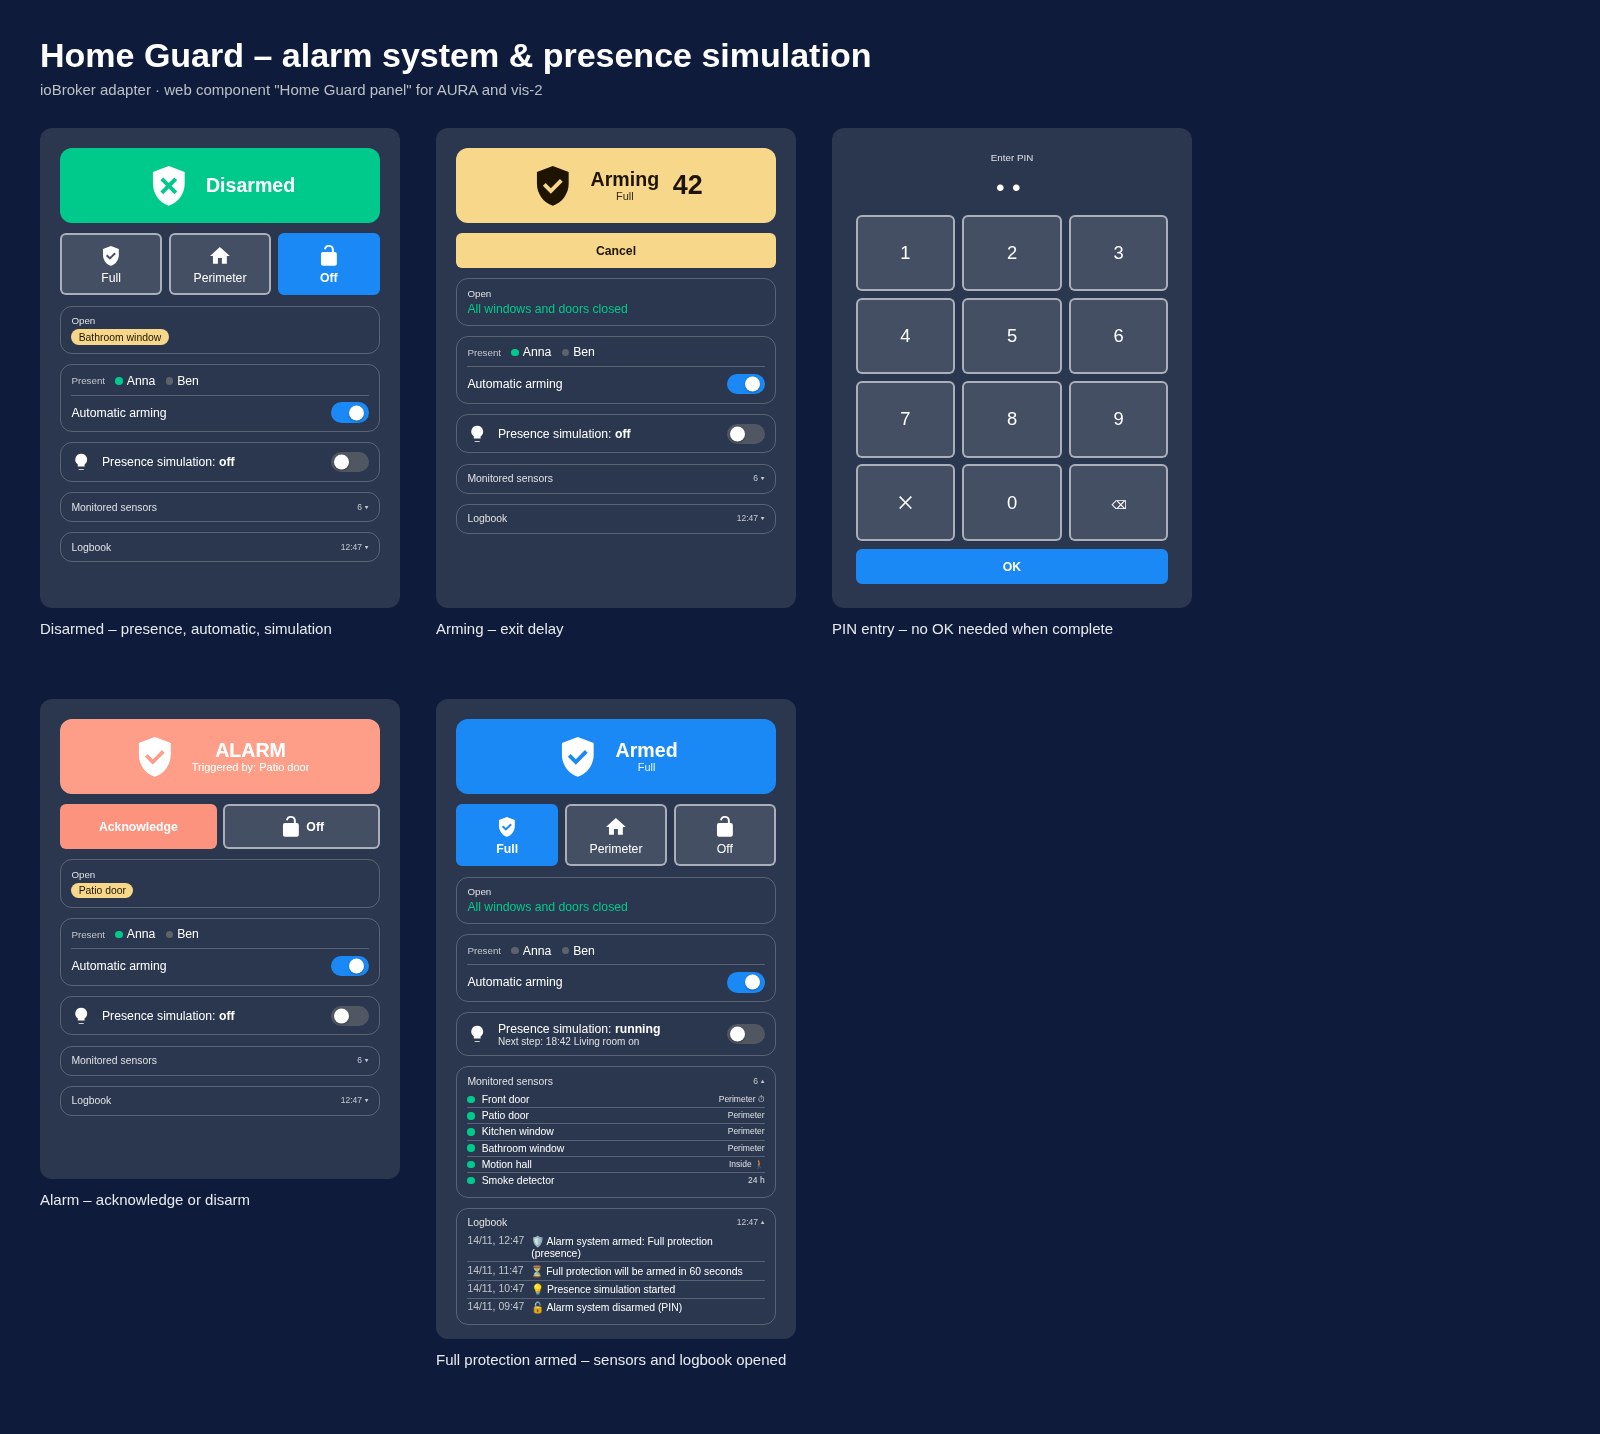 Home Guard – alarm system & presence simulation
ioBroker adapter · web component "Home Guard panel" for AURA and vis-2
Disarmed
Full
Perimeter
Off
Open
Bathroom window
Present Anna Ben
Automatic arming
Presence simulation: off
Monitored sensors 6 ▾
Logbook 12:47 ▾
Disarmed – presence, automatic, simulation
Arming 42
Full
Cancel
Open
All windows and doors closed
Present Anna Ben
Automatic arming
Presence simulation: off
Monitored sensors 6 ▾
Logbook 12:47 ▾
Arming – exit delay
Enter PIN
• •
1 2 3
4 5 6
7 8 9
✕ 0 ⌫
OK
PIN entry – no OK needed when complete
ALARM
Triggered by: Patio door
Acknowledge
Off
Open
Patio door
Present Anna Ben
Automatic arming
Presence simulation: off
Monitored sensors 6 ▾
Logbook 12:47 ▾
Alarm – acknowledge or disarm
Armed
Full
Full
Perimeter
Off
Open
All windows and doors closed
Present Anna Ben
Automatic arming
Presence simulation: running
Next step: 18:42 Living room on
Monitored sensors 6 ▴
Front door Perimeter ⏱
Patio door Perimeter
Kitchen window Perimeter
Bathroom window Perimeter
Motion hall Inside 🚶
Smoke detector 24 h
Logbook 12:47 ▴
14/11, 12:47 🛡️ Alarm system armed: Full protection
(presence)
14/11, 11:47 ⏳ Full protection will be armed in 60 seconds
14/11, 10:47 💡 Presence simulation started
14/11, 09:47 🔓 Alarm system disarmed (PIN)
Full protection armed – sensors and logbook opened